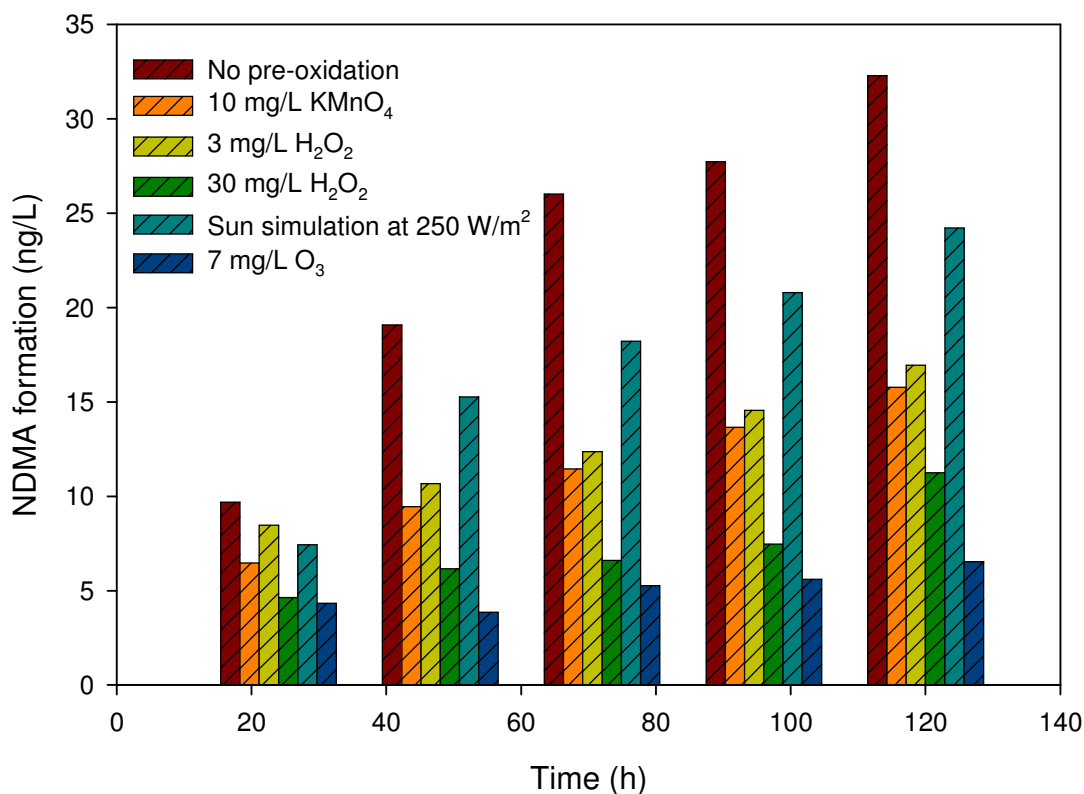 35
30
25
20
15
10
5
0
NDMA formation (ng/L)
No pre-oxidation
10 mg/L KMnO₄
3 mg/L H₂O₂
30 mg/L H₂O₂
Sun simulation at 250 W/m²
7 mg/L O₃
0 20 40 60 80 100 120 140
Time (h)